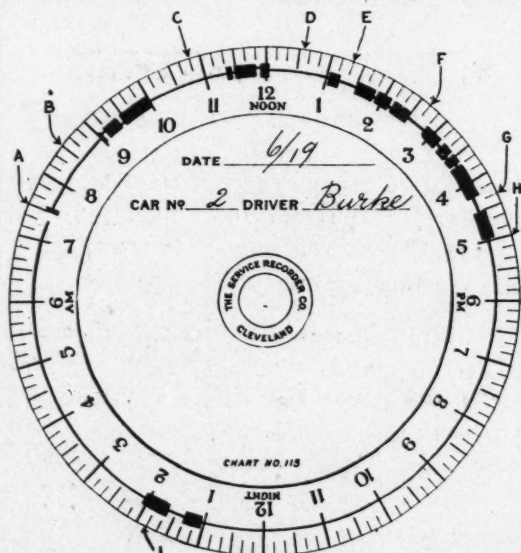 C
D
E
F
G
H
A
B
12
NOON
1
2
3
4
5
6
PM
7
8
9
10
11
12
NIGHT
1
2
3
4
5
6
AM
7
8
9
10
11
DATE 6/19
CAR No 2 DRIVER Burke
THE SERVICE RECORDER CO.
CLEVELAND
CHART NO. 115